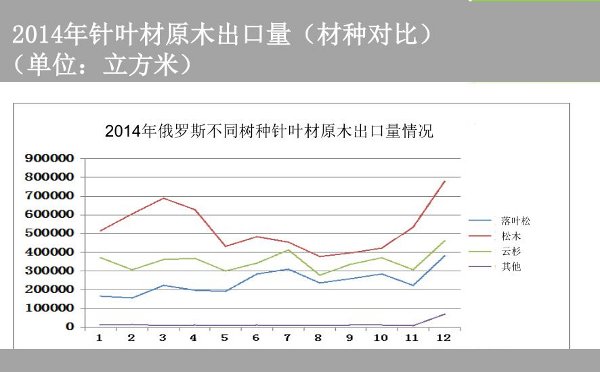 2014年针叶材原木出口量（材种对比）
（单位：立方米）
2014年俄罗斯不同树种针叶材原木出口量情况
900000
800000
700000
600000
500000
400000
300000
200000
100000
0
1 2 3 4 5 6 7 8 9 10 11 12
落叶松
松木
云杉
其他